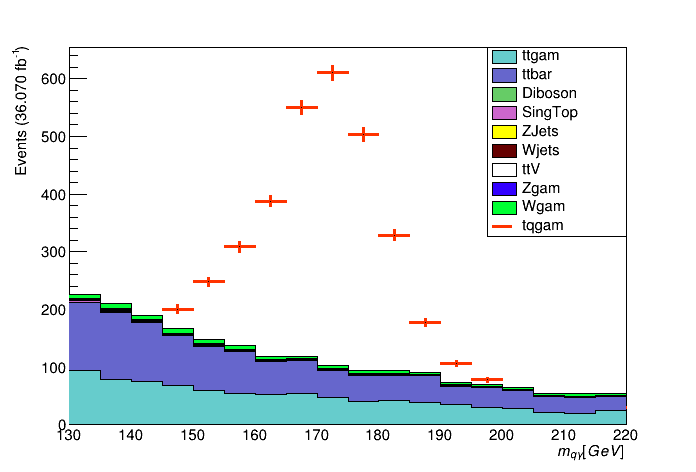 Events (36.070 fb⁻¹)
600
500
400
300
200
100
0
130 140 150 160 170 180 190 200 210 220
m_qγ[GeV]
ttgam
ttbar
Diboson
SingTop
ZJets
Wjets
ttV
Zgam
Wgam
tqgam